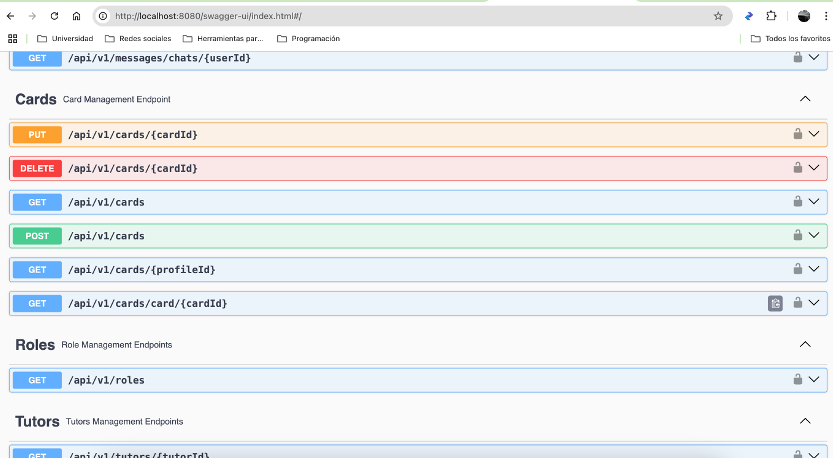 http://localhost:8080/swagger-ui/index.html#/
Universidad Redes sociales Herramientas par... Programación Todos los favoritos
GET /api/v1/messages/chats/{userId}
Cards Card Management Endpoint
PUT /api/v1/cards/{cardId}
DELETE /api/v1/cards/{cardId}
GET /api/v1/cards
POST /api/v1/cards
GET /api/v1/cards/{profileId}
GET /api/v1/cards/card/{cardId}
Roles Role Management Endpoints
GET /api/v1/roles
Tutors Tutors Management Endpoints
GET /api/v1/tutors/{tutorId}